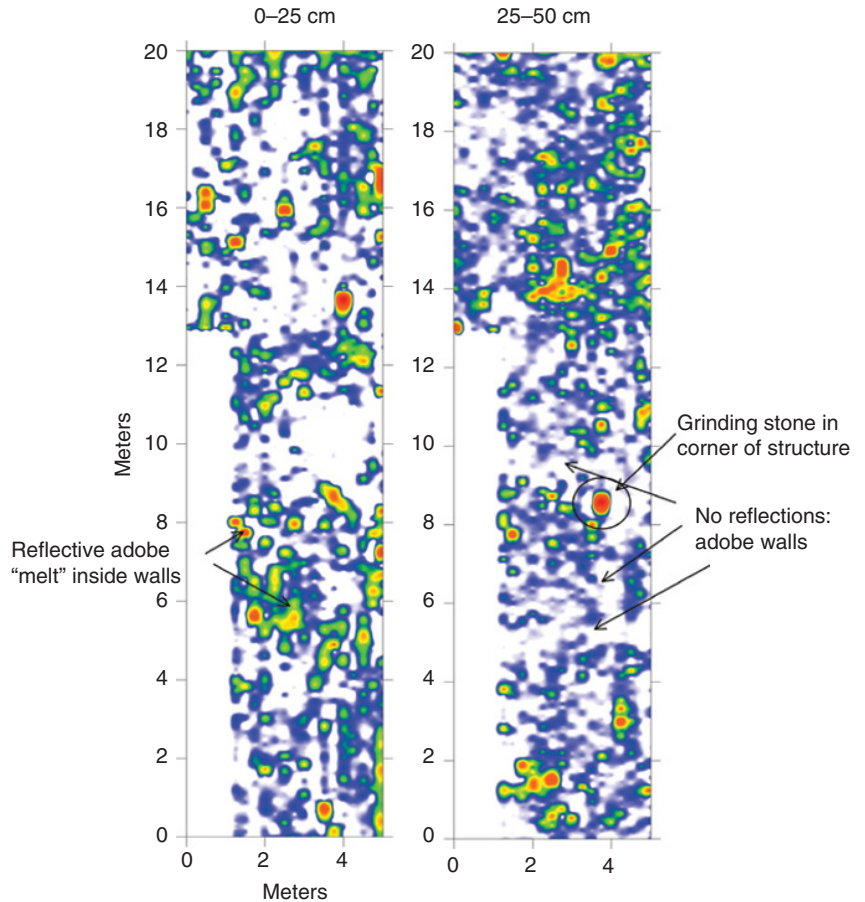 0–25 cm
25–50 cm
20
18
16
14
12
10
8
6
4
2
0
Meters
0
2
4
Meters
Reflective adobe
“melt” inside walls
20
18
16
14
12
10
8
6
4
2
0
0
2
4
Grinding stone in
corner of structure
No reflections:
adobe walls